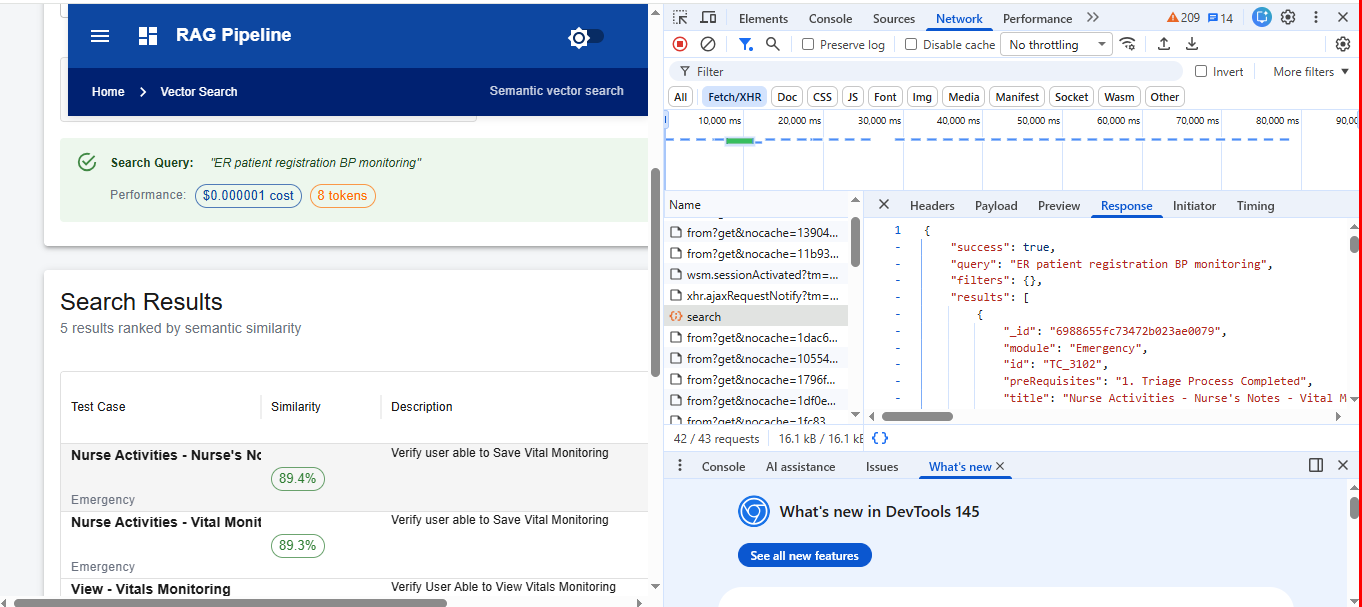 RAG Pipeline
Home
Vector Search
Semantic vector search
Search Query: "ER patient registration BP monitoring"
Performance: $0.000001 cost 8 tokens
Search Results
5 results ranked by semantic similarity
Test Case Similarity Description
Nurse Activities - Nurse's No
Emergency
89.4%
Verify user able to Save Vital Monitoring
Nurse Activities - Vital Monit
Emergency
89.3%
Verify user able to Save Vital Monitoring
View - Vitals Monitoring
Verify User Able to View Vitals Monitoring
Elements Console Sources Network Performance 209 14
Preserve log Disable cache No throttling
Filter Invert More filters
All Fetch/XHR Doc CSS JS Font Img Media Manifest Socket Wasm Other
10,000 ms 20,000 ms 30,000 ms 40,000 ms 50,000 ms 60,000 ms 70,000 ms 80,000 ms 90,00
Name
from?get&nocache=13904...
from?get&nocache=11b93...
wsm.sessionActivated?tm=...
xhr.ajaxRequestNotify?tm=...
search
from?get&nocache=1dac6...
from?get&nocache=10554...
from?get&nocache=1796f...
from?get&nocache=1df0e...
from?get&nocache=1fc83
42 / 43 requests 16.1 kB / 16.1 kB
Headers Payload Preview Response Initiator Timing
1 {
- "success": true,
- "query": "ER patient registration BP monitoring",
- "filters": {},
- "results": [
- {
- "_id": "6988655fc73472b023ae0079",
- "module": "Emergency",
- "id": "TC_3102",
- "preRequisites": "1. Triage Process Completed",
- "title": "Nurse Activities - Nurse's Notes - Vital M
{}
Console AI assistance Issues What's new
What's new in DevTools 145
See all new features